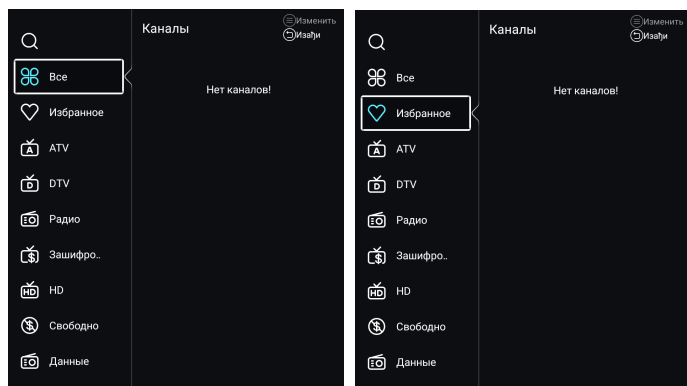 Каналы
Изменить
Изађи
Все
Нет каналов!
Избранное
ATV
DTV
Радио
Зашифро..
HD
Свободно
Данные
Каналы
Изменить
Изађи
Все
Нет каналов!
Избранное
ATV
DTV
Радио
Зашифро..
HD
Свободно
Данные